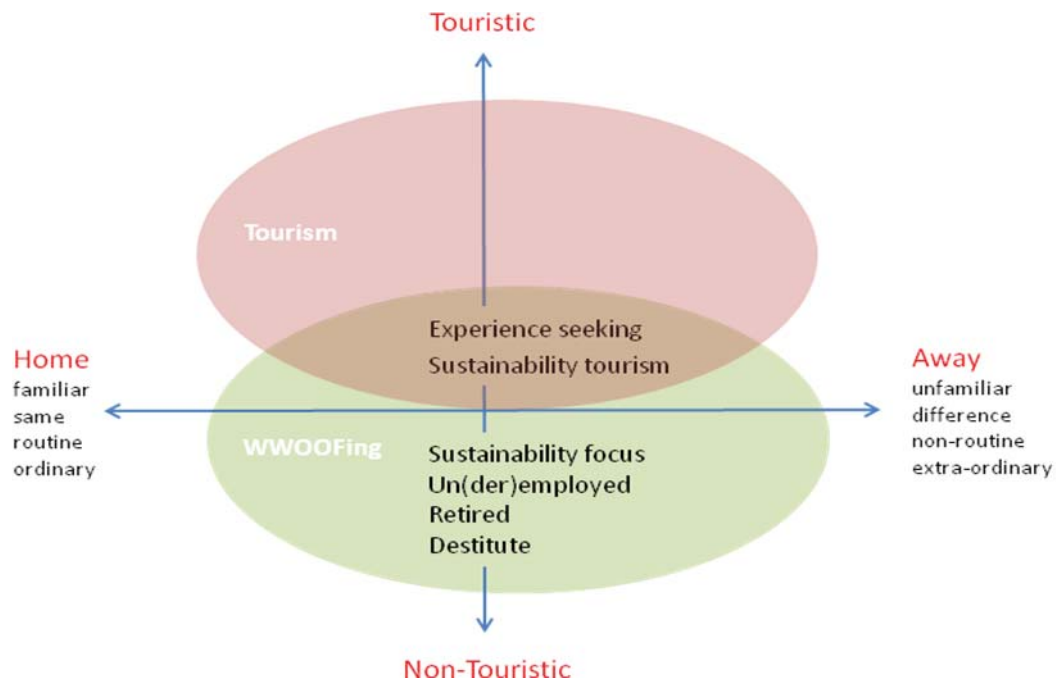 Touristic
Tourism
Experience seeking
Sustainability tourism
Home
familiar
same
routine
ordinary
Away
unfamiliar
difference
non-routine
extra-ordinary
WWOOFing
Sustainability focus
Un(der)employed
Retired
Destitute
Non-Touristic